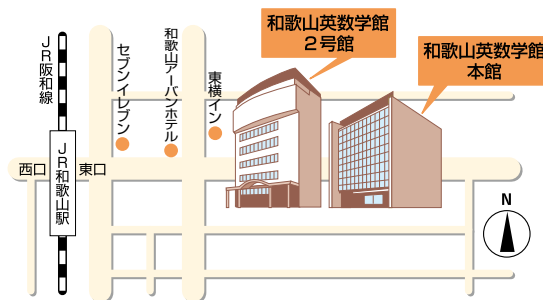 和歌山英数学館
2号館
和歌山英数学館
本館
JR阪和線
セブンイレブン
和歌山アーバンホテル
東横イン
西口
JR和歌山駅
東口
N